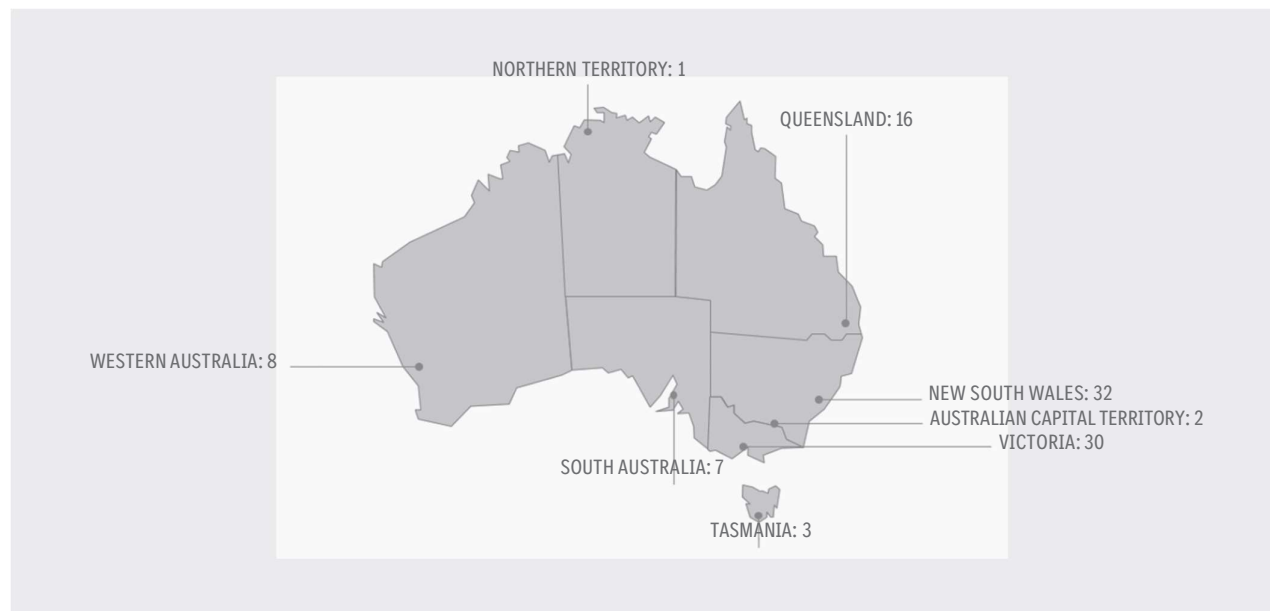 NORTHERN TERRITORY: 1
QUEENSLAND: 16
WESTERN AUSTRALIA: 8
NEW SOUTH WALES: 32
AUSTRALIAN CAPITAL TERRITORY: 2
VICTORIA: 30
SOUTH AUSTRALIA: 7
TASMANIA: 3